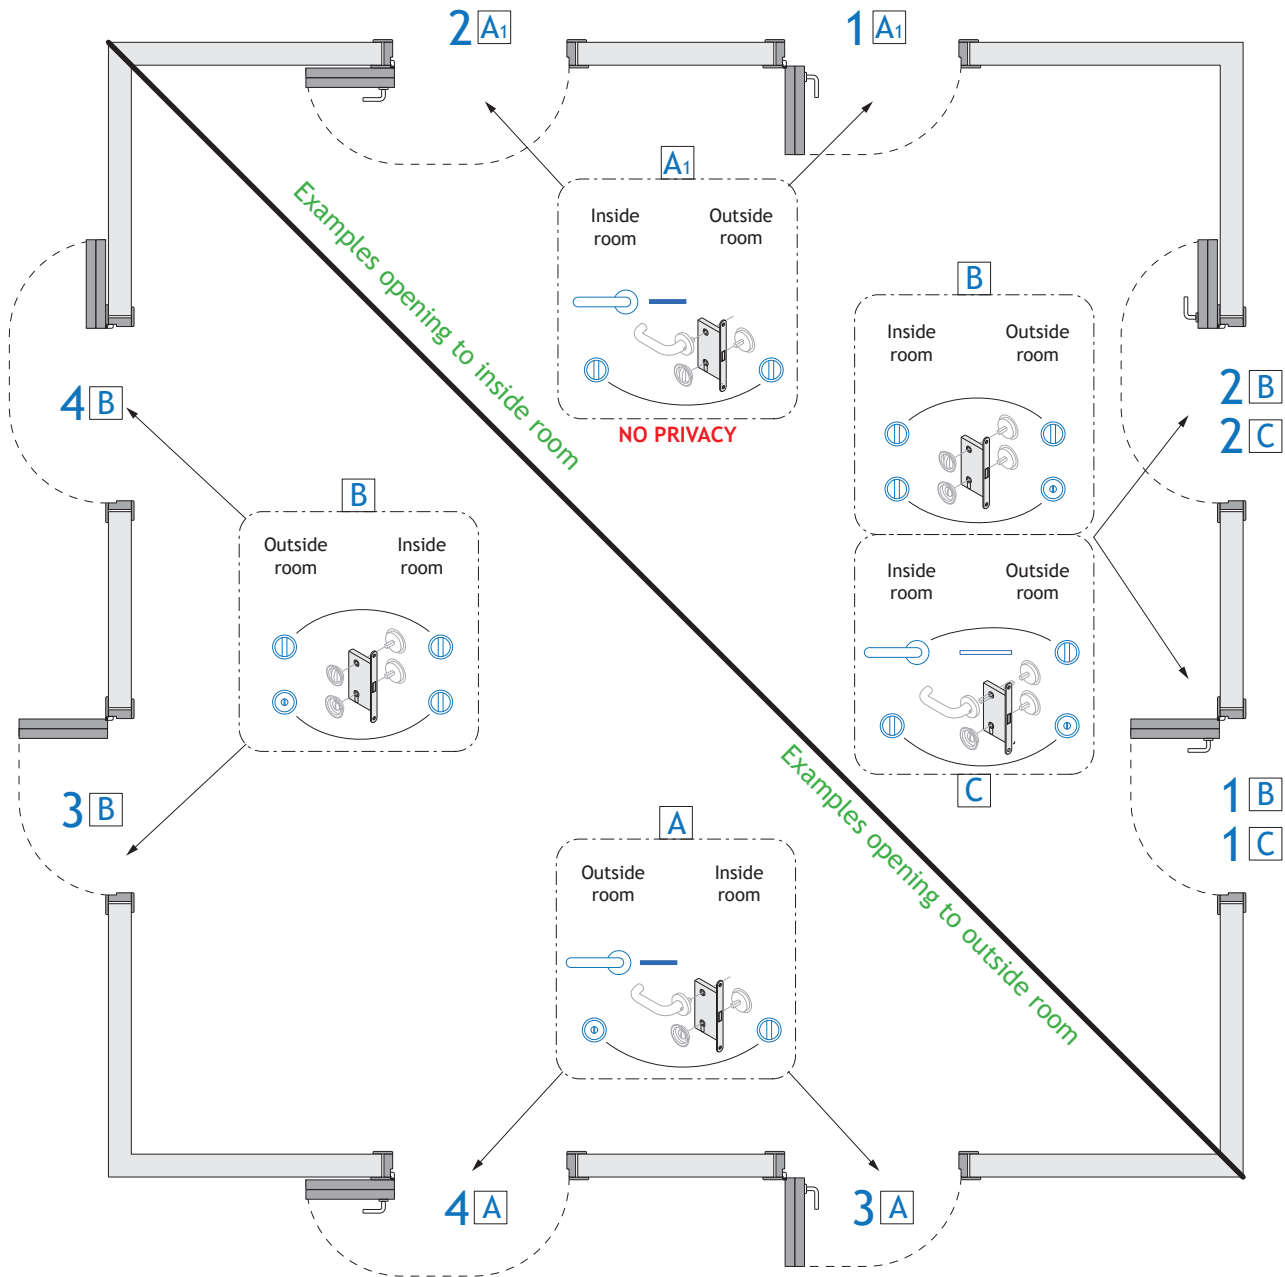 2 A1
1 A1
A1
Inside room
Outside room
NO PRIVACY
Examples opening to inside room
B
Inside room
Outside room
2 B
2 C
4 B
B
Outside room
Inside room
Inside room
Outside room
C
Examples opening to outside room
1 B
1 C
3 B
A
Outside room
Inside room
4 A
3 A